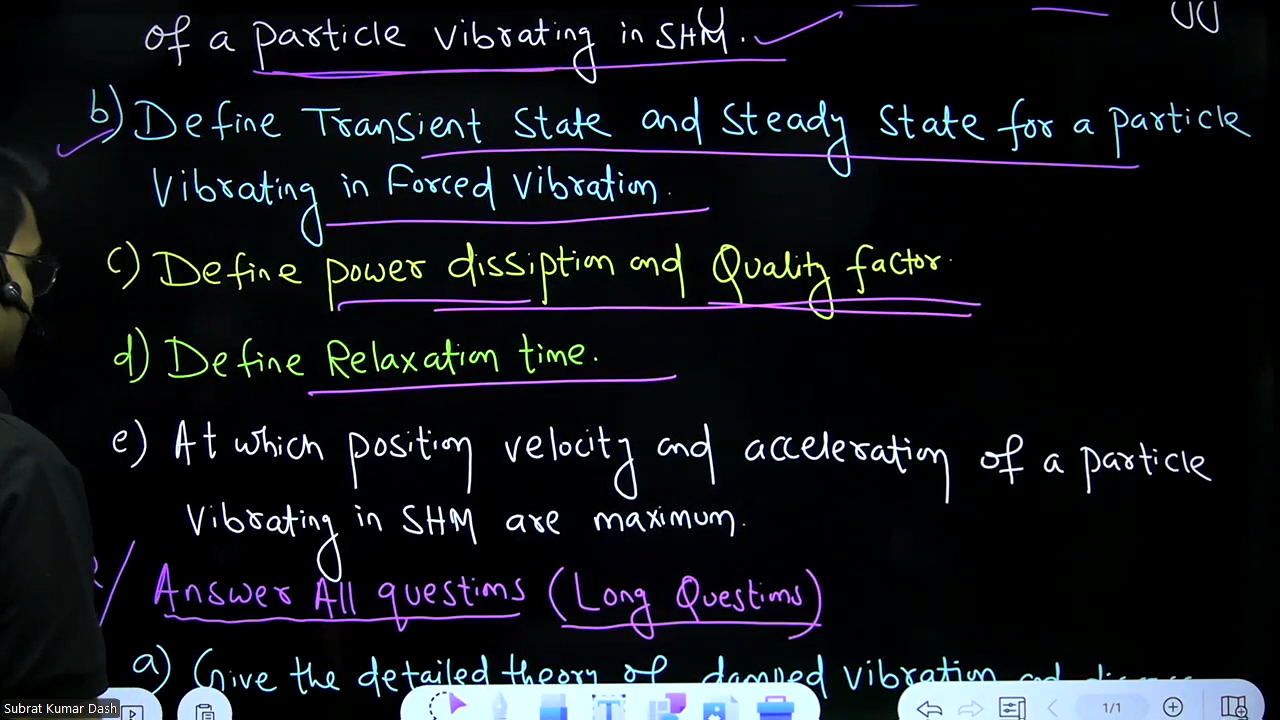 of a particle vibrating in SHM.
b) Define Transient state and steady state for a particle
Vibrating in forced vibration.
c) Define power dissiption and Quality factor.
d) Define Relaxation time.
e) At which position velocity and acceleration of a particle
vibrating in SHM are maximum.
Answer All questions (Long Questions)
a) Give the detailed theory of damped vibration and
Subrat Kumar Dash
1/1